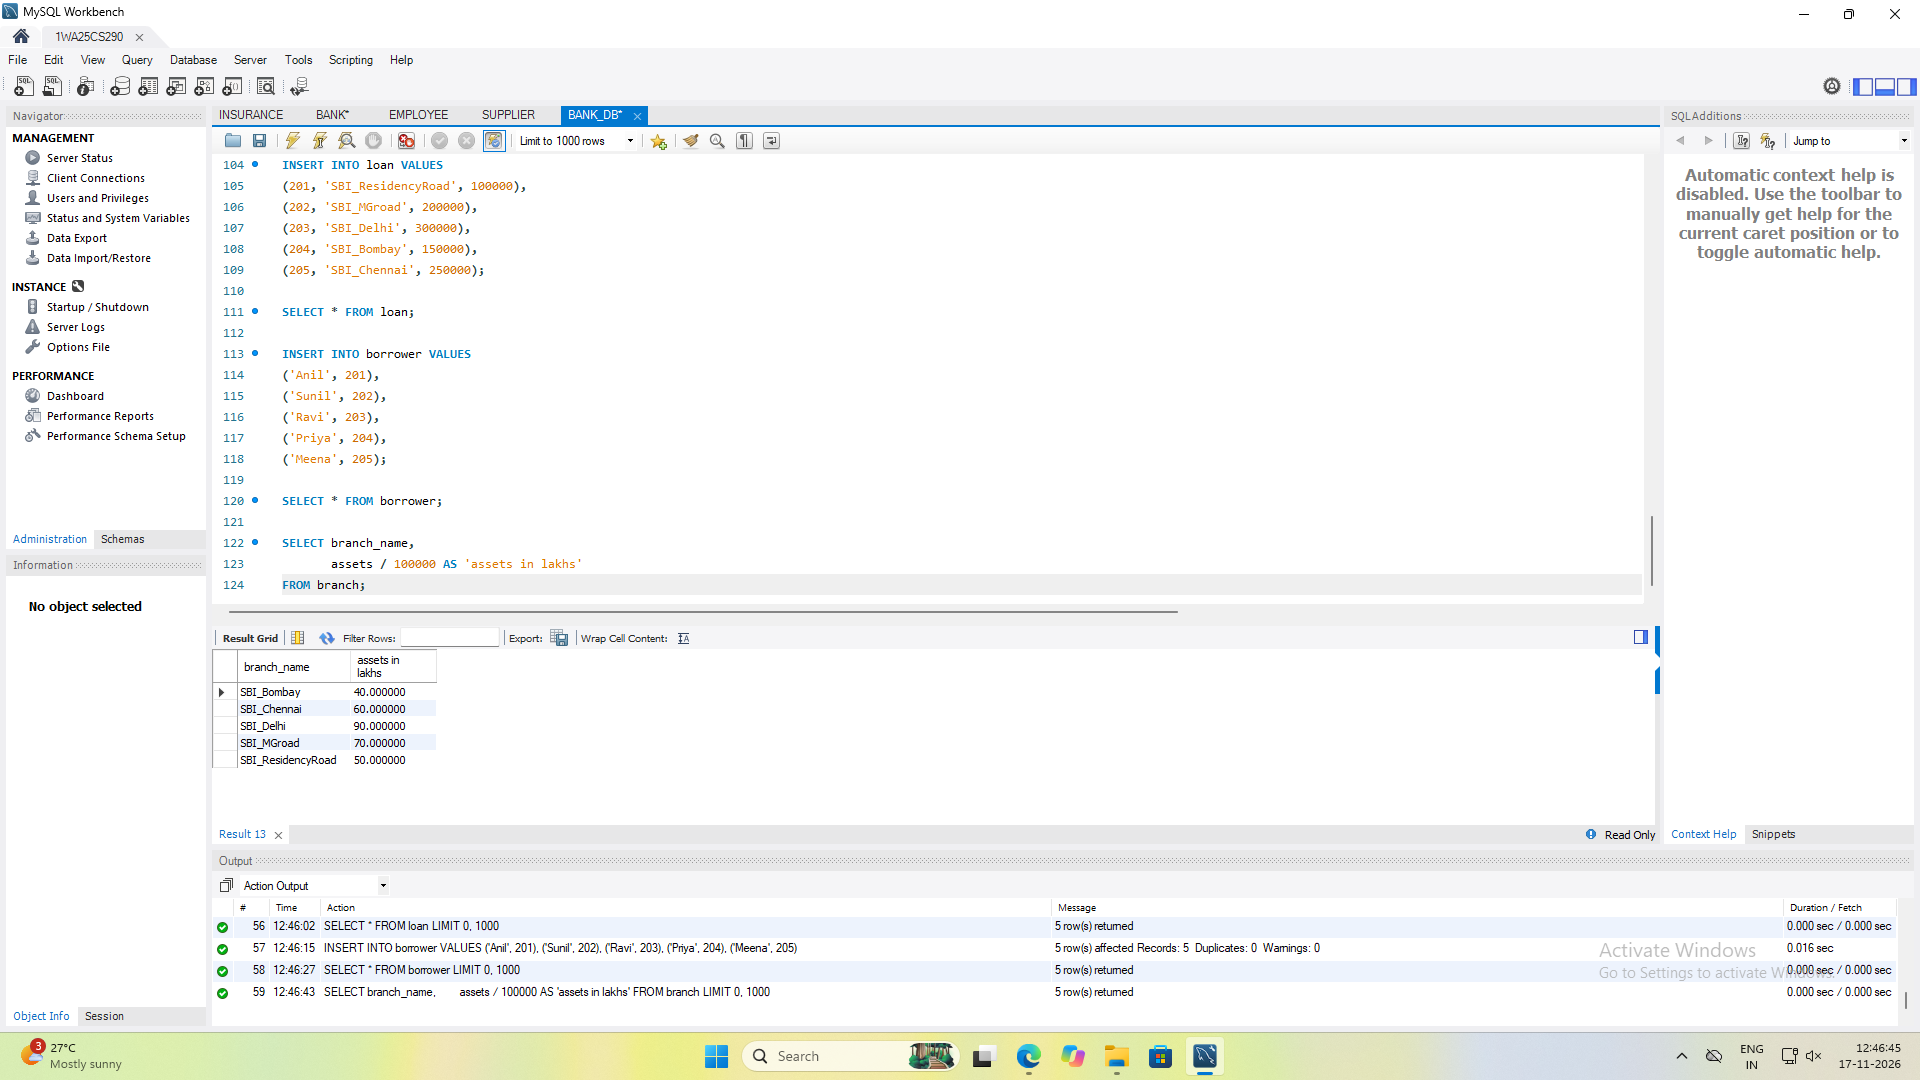 MySQL Workbench
1WA25CS290
File Edit View Query Database Server Tools Scripting Help
Navigator
MANAGEMENT
Server Status
Client Connections
Users and Privileges
Status and System Variables
Data Export
Data Import/Restore
INSTANCE
Startup / Shutdown
Server Logs
Options File
PERFORMANCE
Dashboard
Performance Reports
Performance Schema Setup
Administration Schemas
Information
No object selected
Object Info Session
INSURANCE BANK* EMPLOYEE SUPPLIER BANK_DB*
Limit to 1000 rows
104 INSERT INTO loan VALUES
105 (201, 'SBI_ResidencyRoad', 100000),
106 (202, 'SBI_MGroad', 200000),
107 (203, 'SBI_Delhi', 300000),
108 (204, 'SBI_Bombay', 150000),
109 (205, 'SBI_Chennai', 250000);
110
111 SELECT * FROM loan;
112
113 INSERT INTO borrower VALUES
114 ('Anil', 201),
115 ('Sunil', 202),
116 ('Ravi', 203),
117 ('Priya', 204),
118 ('Meena', 205);
119
120 SELECT * FROM borrower;
121
122 SELECT branch_name,
123 assets / 100000 AS 'assets in lakhs'
124 FROM branch;
Result Grid Filter Rows: Export: Wrap Cell Content:
branch_name assets in lakhs
SBI_Bombay 40.000000
SBI_Chennai 60.000000
SBI_Delhi 90.000000
SBI_MGroad 70.000000
SBI_ResidencyRoad 50.000000
Result 13 Read Only
SQLAdditions
Jump to
Automatic context help is
disabled. Use the toolbar to
manually get help for the
current caret position or to
toggle automatic help.
Context Help Snippets
Output
Action Output
# Time Action Message Duration / Fetch
56 12:46:02 SELECT * FROM loan LIMIT 0, 1000 5 row(s) returned 0.000 sec / 0.000 sec
57 12:46:15 INSERT INTO borrower VALUES ('Anil', 201), ('Sunil', 202), ('Ravi', 203), ('Priya', 204), ('Meena', 205) 5 row(s) affected Records: 5 Duplicates: 0 Warnings: 0 0.016 sec
58 12:46:27 SELECT * FROM borrower LIMIT 0, 1000 5 row(s) returned 0.000 sec / 0.000 sec
59 12:46:43 SELECT branch_name, assets / 100000 AS 'assets in lakhs' FROM branch LIMIT 0, 1000 5 row(s) returned 0.000 sec / 0.000 sec
Activate Windows
Go to Settings to activate Windows.
3
27°C
Mostly sunny
Search
ENG
IN
12:46:45
17-11-2026